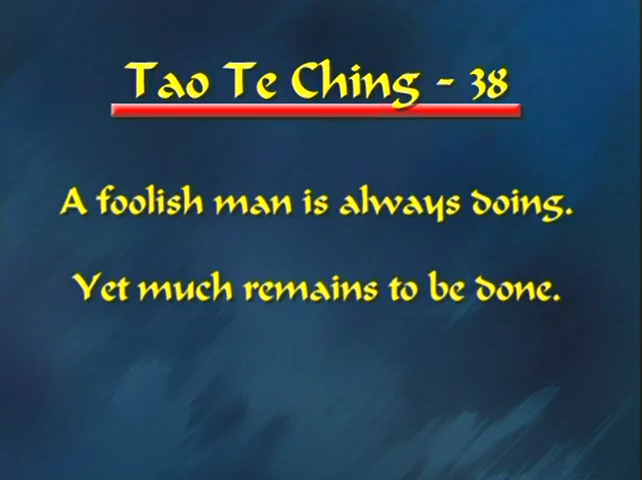 Tao Te Ching - 38
A foolish man is always doing.
Yet much remains to be done.